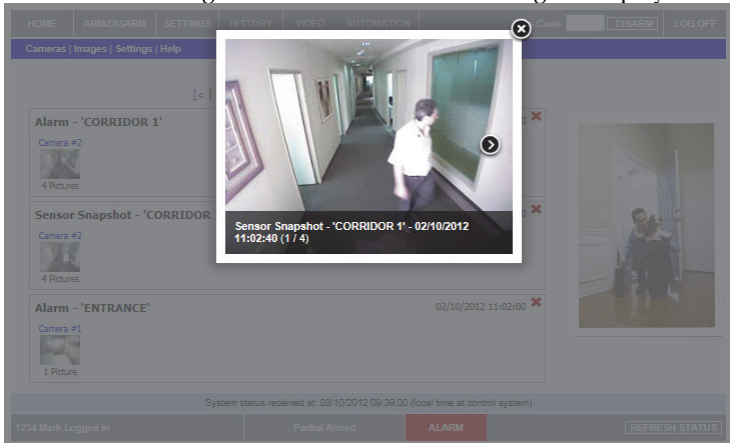 HOME ARM/DISARM SETTINGS HISTORY VIDEO AUTOMATION Code: DISARM LOG OFF
Cameras | Images | Settings | Help
[< |
Alarm - 'CORRIDOR 1'
Camera #2
4 Pictures
Sensor Snapshot - 'CORRIDOR
Camera #2
4 Pictures
Sensor Snapshot - 'CORRIDOR 1' - 02/10/2012
11:02:40 (1 / 4)
Alarm - 'ENTRANCE' 02/10/2012 11:02:00
Camera #1
1 Picture
System status received at: 03/10/2012 09:39:00 (local time at control system)
1234 Mark Logged in Partial Armed ALARM REFRESH STATUS